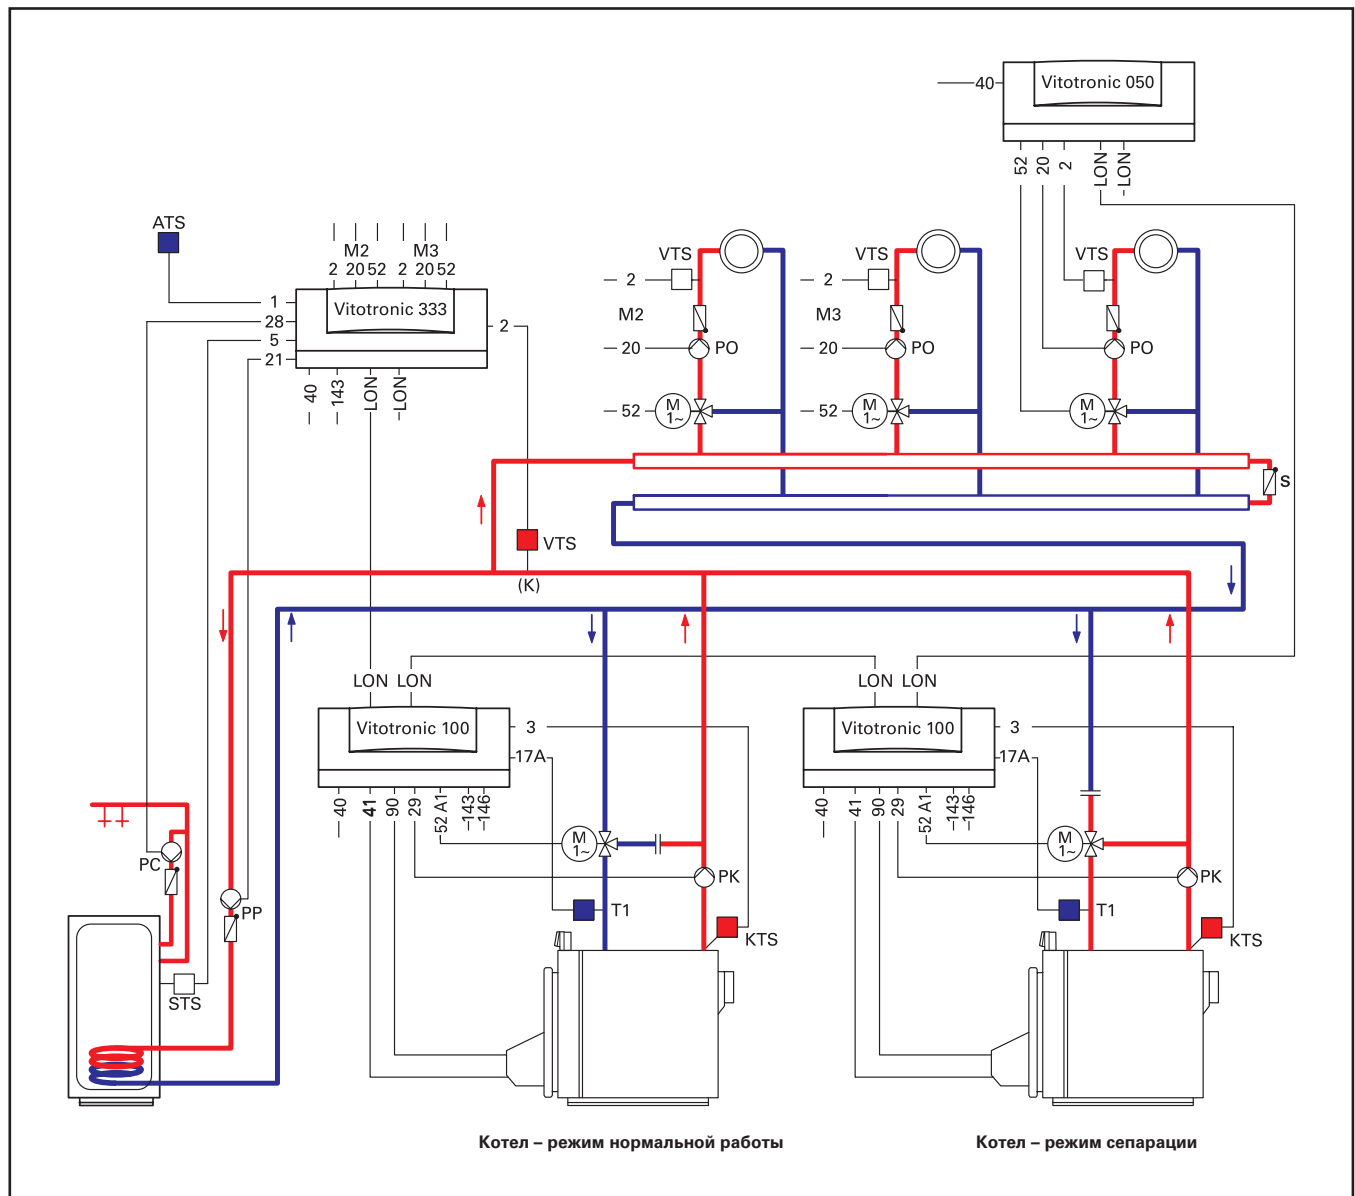 40
Vitotronic 050
52
20
2
LON
LON
ATS
M2
M3
2
20
52
2
20
52
Vitotronic 333
1
28
5
21
2
40
143
LON
LON
VTS
2
M2
20
PO
52
M
1~
VTS
2
M3
20
PO
52
M
1~
VTS
PO
M
1~
S
VTS
(K)
LON
LON
Vitotronic 100
3
17A
40
41
90
29
52 A1
143
146
M
1~
PK
T1
KTS
LON
LON
Vitotronic 100
3
17A
40
41
90
29
52 A1
143
146
M
1~
PK
T1
KTS
PC
PP
STS
Котел – режим нормальной работы
Котел – режим сепарации